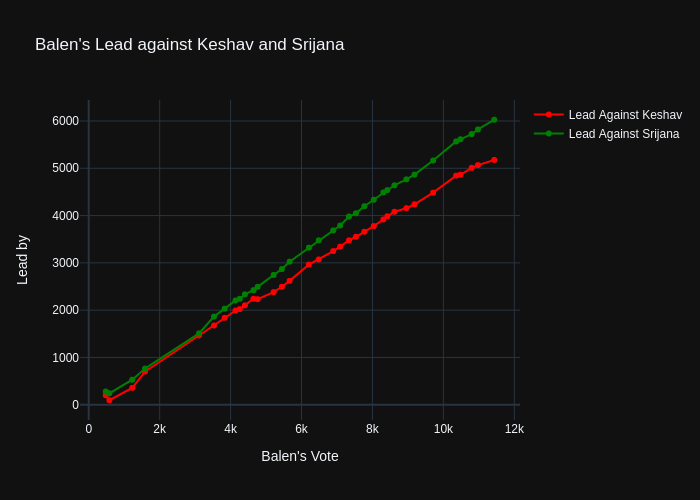 Balen's Lead against Keshav and Srijana
Lead Against Keshav
Lead Against Srijana
6000
5000
4000
3000
2000
1000
0
Lead by
0 2k 4k 6k 8k 10k 12k
Balen's Vote